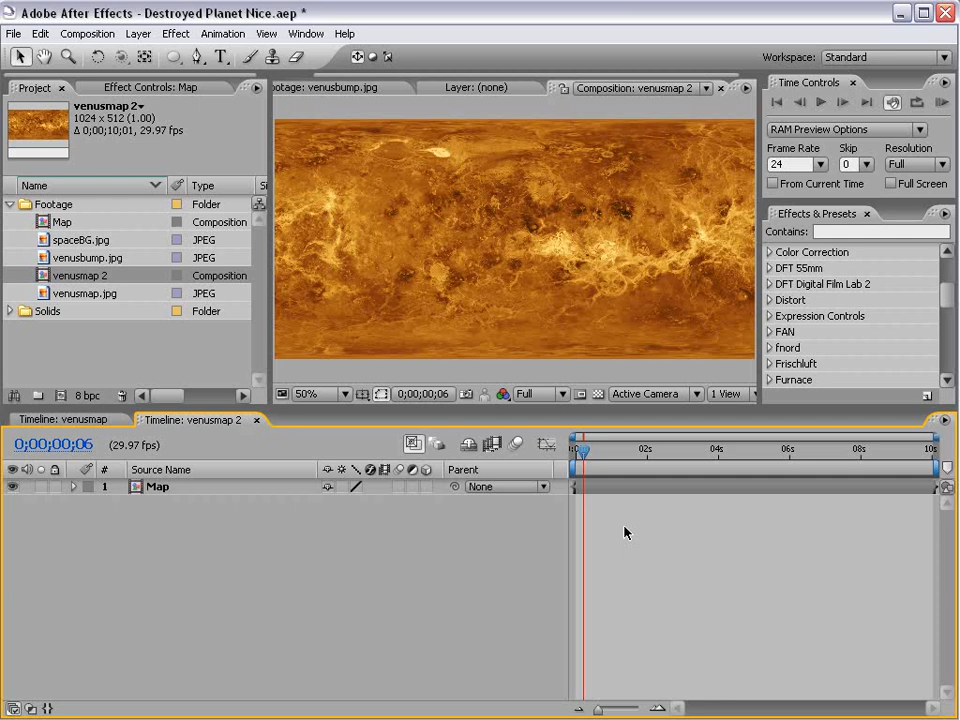 Adobe After Effects - Destroyed Planet Nice.aep *
File Edit Composition Layer Effect Animation View Window Help
Workspace: Standard
Project Effect Controls: Map
ootage: venusbump.jpg Layer: (none) Composition: venusmap 2
Time Controls
venusmap 2
1024 x 512 (1.00)
Δ 0;00;10;01, 29.97 fps
RAM Preview Options
Frame Rate Skip Resolution
24 0 Full
From Current Time Full Screen
Name Type Si
Footage Folder
Map Composition
spaceBG.jpg JPEG
venusbump.jpg JPEG
venusmap 2 Composition
venusmap.jpg JPEG
Solids Folder
Effects & Presets
Contains:
Color Correction
DFT 55mm
DFT Digital Film Lab 2
Distort
Expression Controls
FAN
fnord
Frischluft
Furnace
8 bpc
50% 0;00;00;06 Full Active Camera 1 View
Timeline: venusmap Timeline: venusmap 2
0;00;00;06 (29.97 fps)
02s 04s 06s 08s 10s
# Source Name Parent
1 Map None